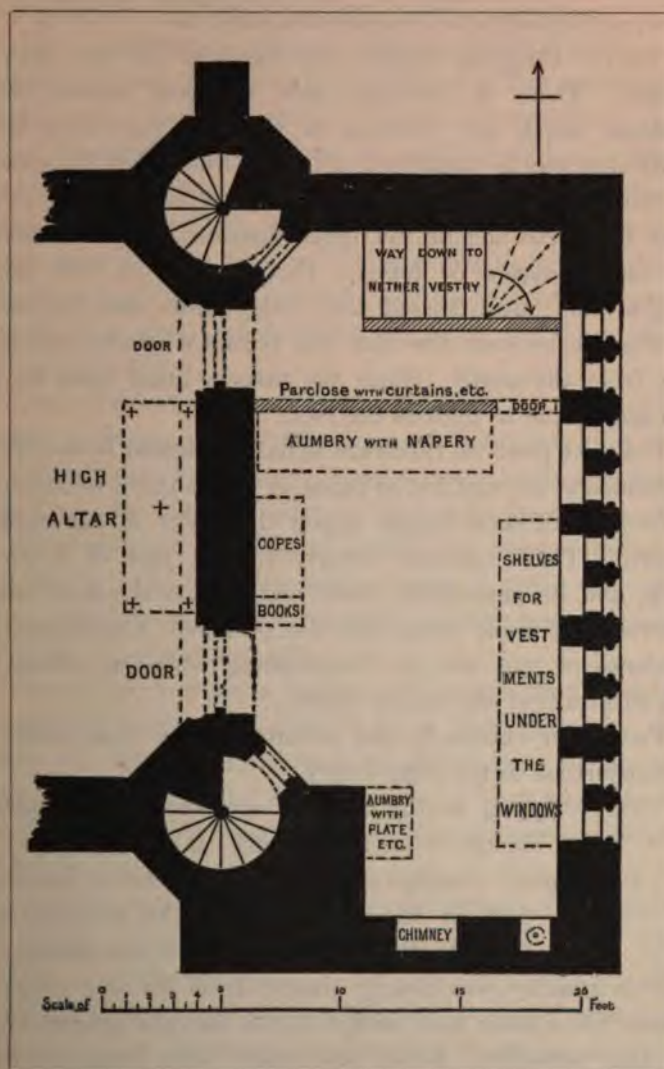 WAY DOWN TO
NETHER VESTRY
DOOR
Parclose with curtains, etc.
DOOR
AUMBRY WITH NAPERY
HIGH
ALTAR
COPES
BOOKS
SHELVES
FOR
VEST
MENTS
UNDER
THE
WINDOWS
DOOR
AUMBRY
WITH
PLATE
ETC.
CHIMNEY
Scale of 0 1 2 3 4 5 10 15 20 Feet